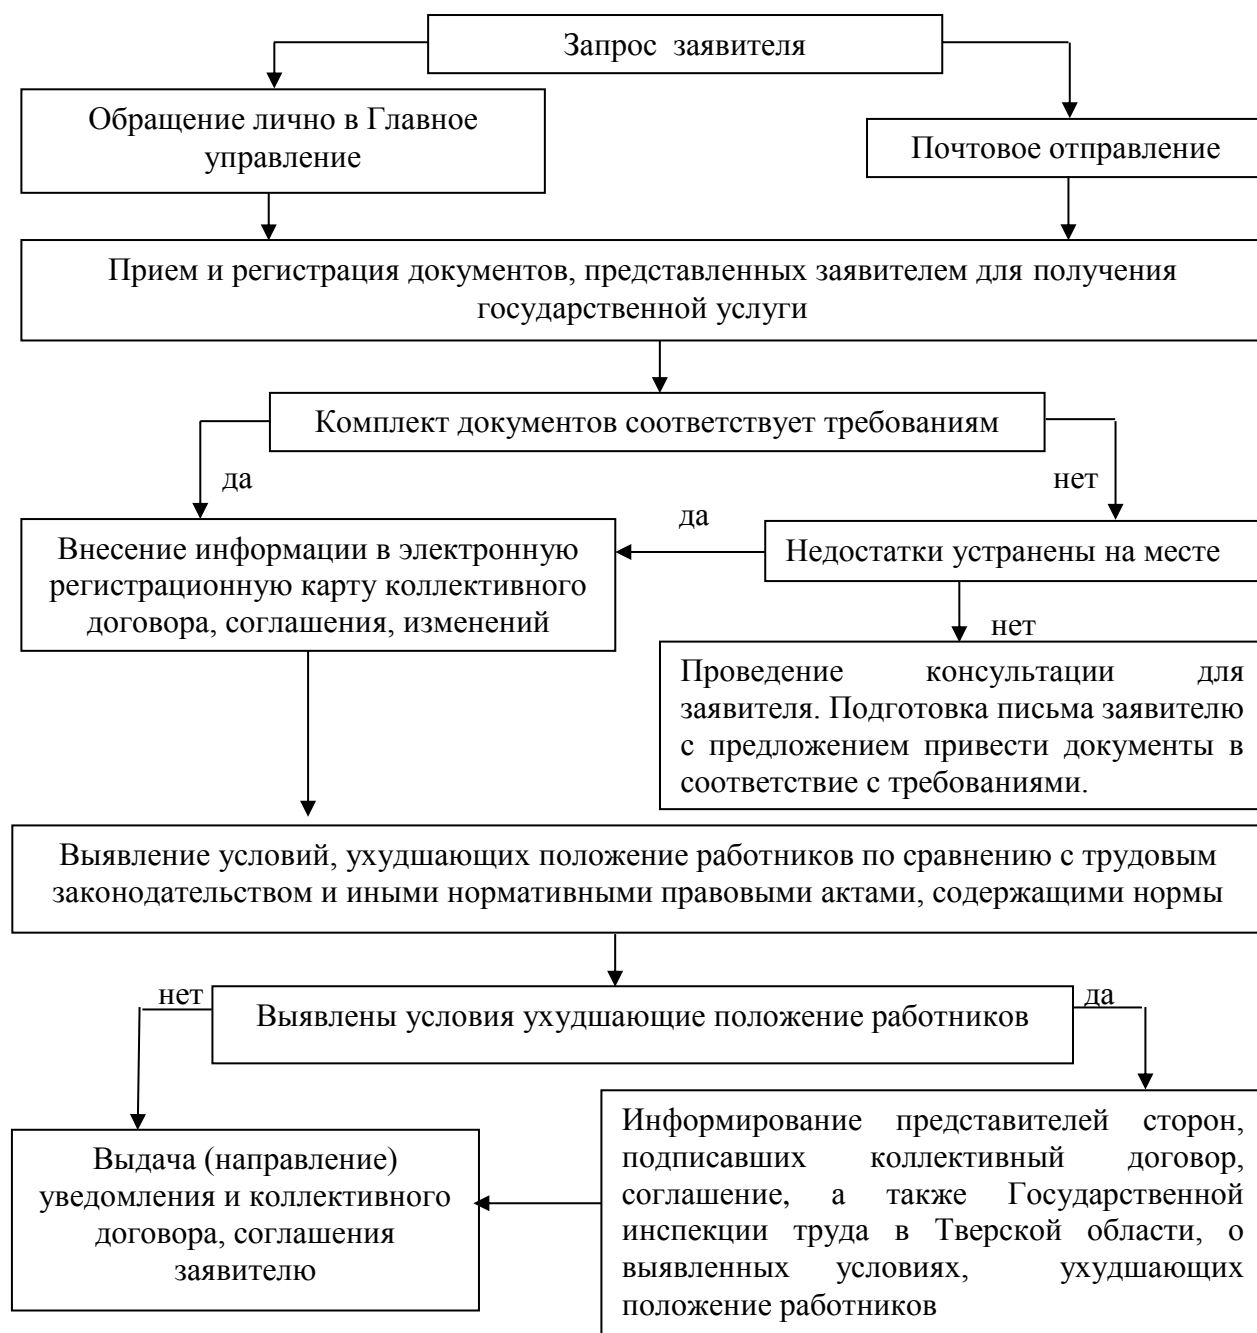 Запрос заявителя
Обращение лично в Главное
управление
Почтовое отправление
Прием и регистрация документов, представленных заявителем для получения
государственной услуги
Комплект документов соответствует требованиям
да
нет
да
Внесение информации в электронную
регистрационную карту коллективного
договора, соглашения, изменений
Недостатки устранены на месте
нет
Проведение консультации для
заявителя. Подготовка письма заявителю
с предложением привести документы в
соответствие с требованиями.
Выявление условий, ухудшающих положение работников по сравнению с трудовым
законодательством и иными нормативными правовыми актами, содержащими нормы
нет
да
Выявлены условия ухудшающие положение работников
Выдача (направление)
уведомления и коллективного
договора, соглашения
заявителю
Информирование представителей сторон,
подписавших коллективный договор,
соглашение, а также Государственной
инспекции труда в Тверской области, о
выявленных условиях, ухудшающих
положение работников